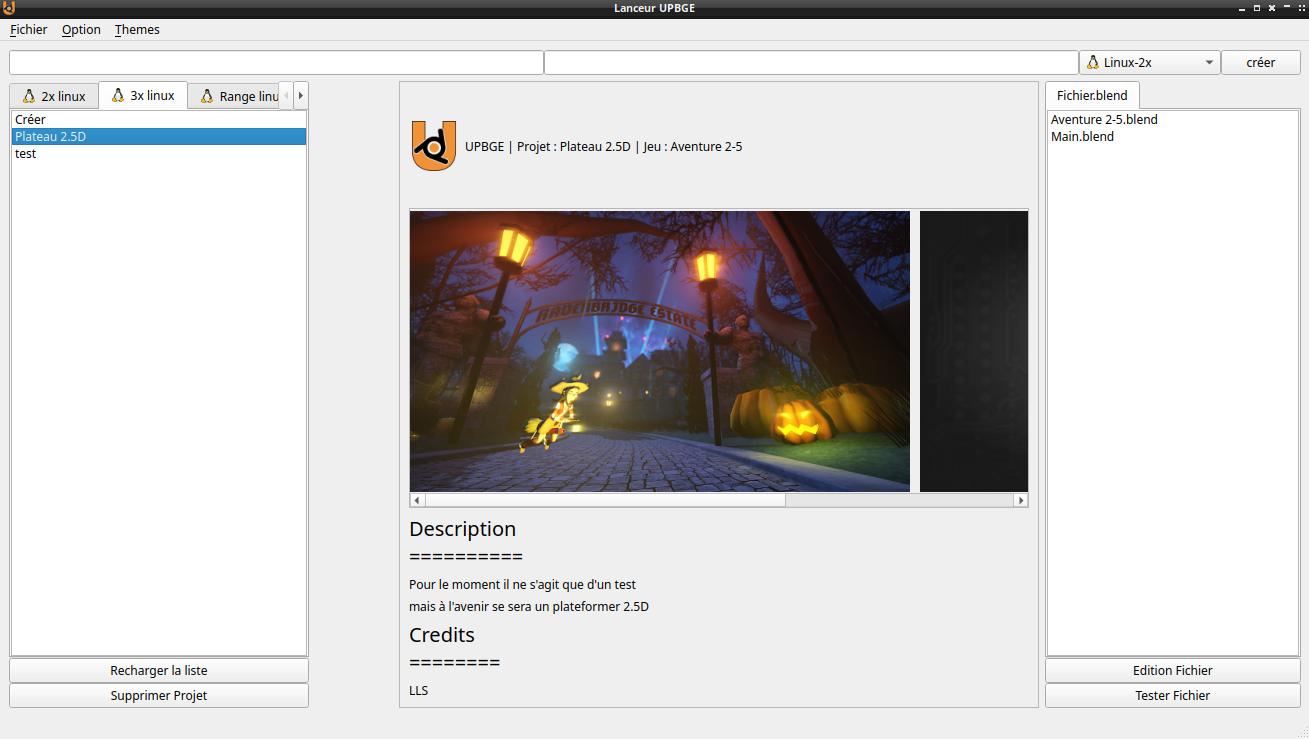 Lanceur UPBGE
Fichier Option Themes
Linux-2x créer
2x linux 3x linux Range linu
Créer
Plateau 2.5D
test
Recharger la liste
Supprimer Projet
UPBGE | Projet : Plateau 2.5D | Jeu : Aventure 2-5
ESTATE
Description
==========
Pour le moment il ne s'agit que d'un test
mais à l'avenir se sera un plateformer 2.5D
Credits
========
LLS
Fichier.blend
Aventure 2-5.blend
Main.blend
Edition Fichier
Tester Fichier